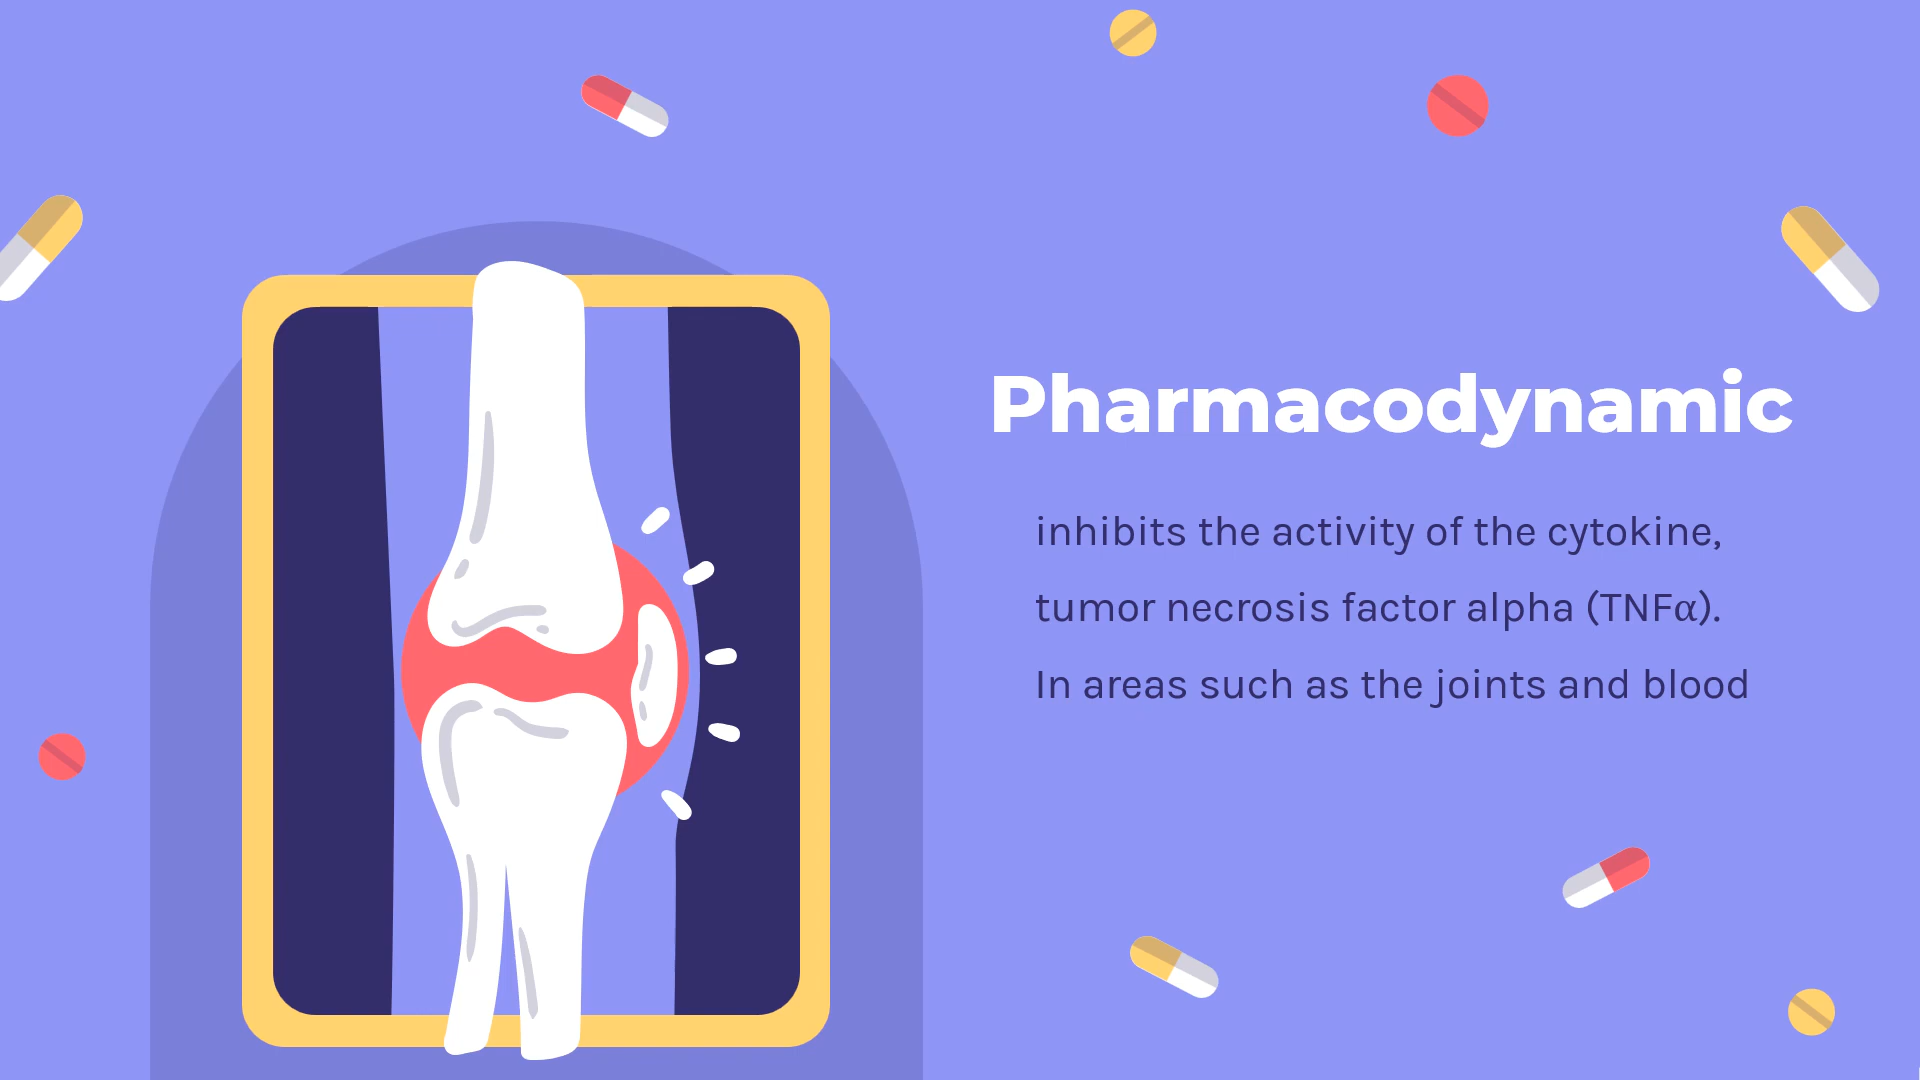 Pharmacodynamic
inhibits the activity of the cytokine,
tumor necrosis factor alpha (TNFα).
In areas such as the joints and blood